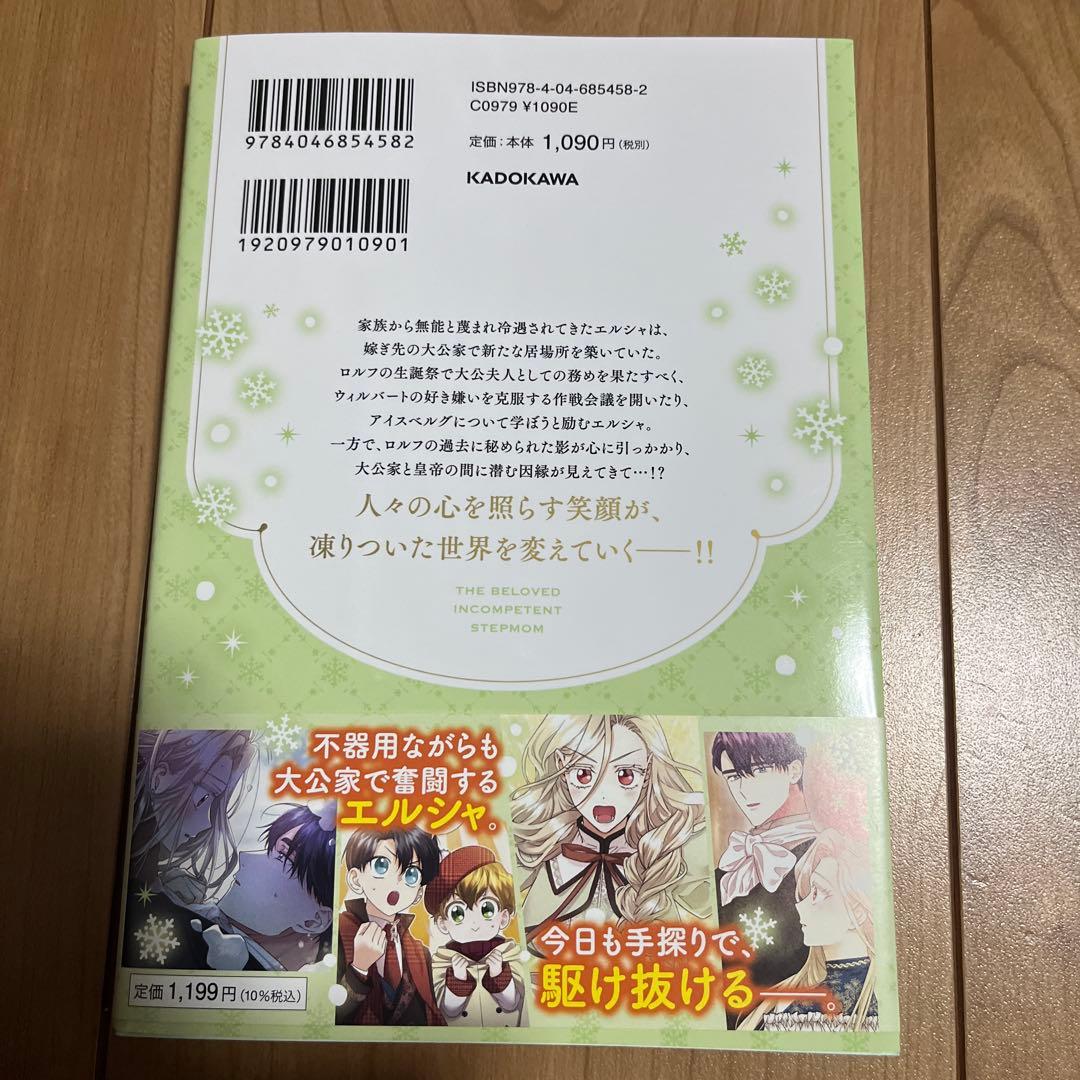 ISBN978-4-04-685458-2
C0979 ¥1090E
9784046854582
定価:本体 1,090円(税別)
KADOKAWA
1920979010901
家族から無能と蔑まれ冷遇されてきたエルシャは、
嫁ぎ先の大公家で新たな居場所を築いていた。
ロルフの生誕祭で大公夫人としての務めを果たすべく、
ウィルバートの好き嫌いを克服する作戦会議を開いたり、
アイスベルグについて学ぼうと励むエルシャ。
一方で、ロルフの過去に秘められた影が心に引っかかり、
大公家と皇帝の間に潜む因縁が見えてきて…!?
人々の心を照らす笑顔が、
凍りついた世界を変えていく――!!
THE BELOVED
INCOMPETENT
STEPMOM
不器用ながらも
大公家で奮闘する
エルシャ。
今日も手探りで、
駆け抜ける――。
定価 1,199円(10%税込)